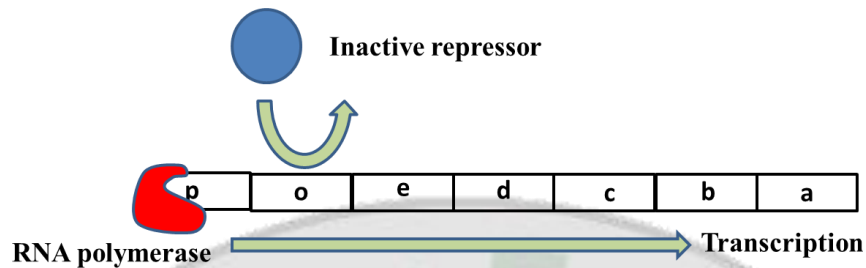 Inactive repressor
p o e d c b a
RNA polymerase
Transcription